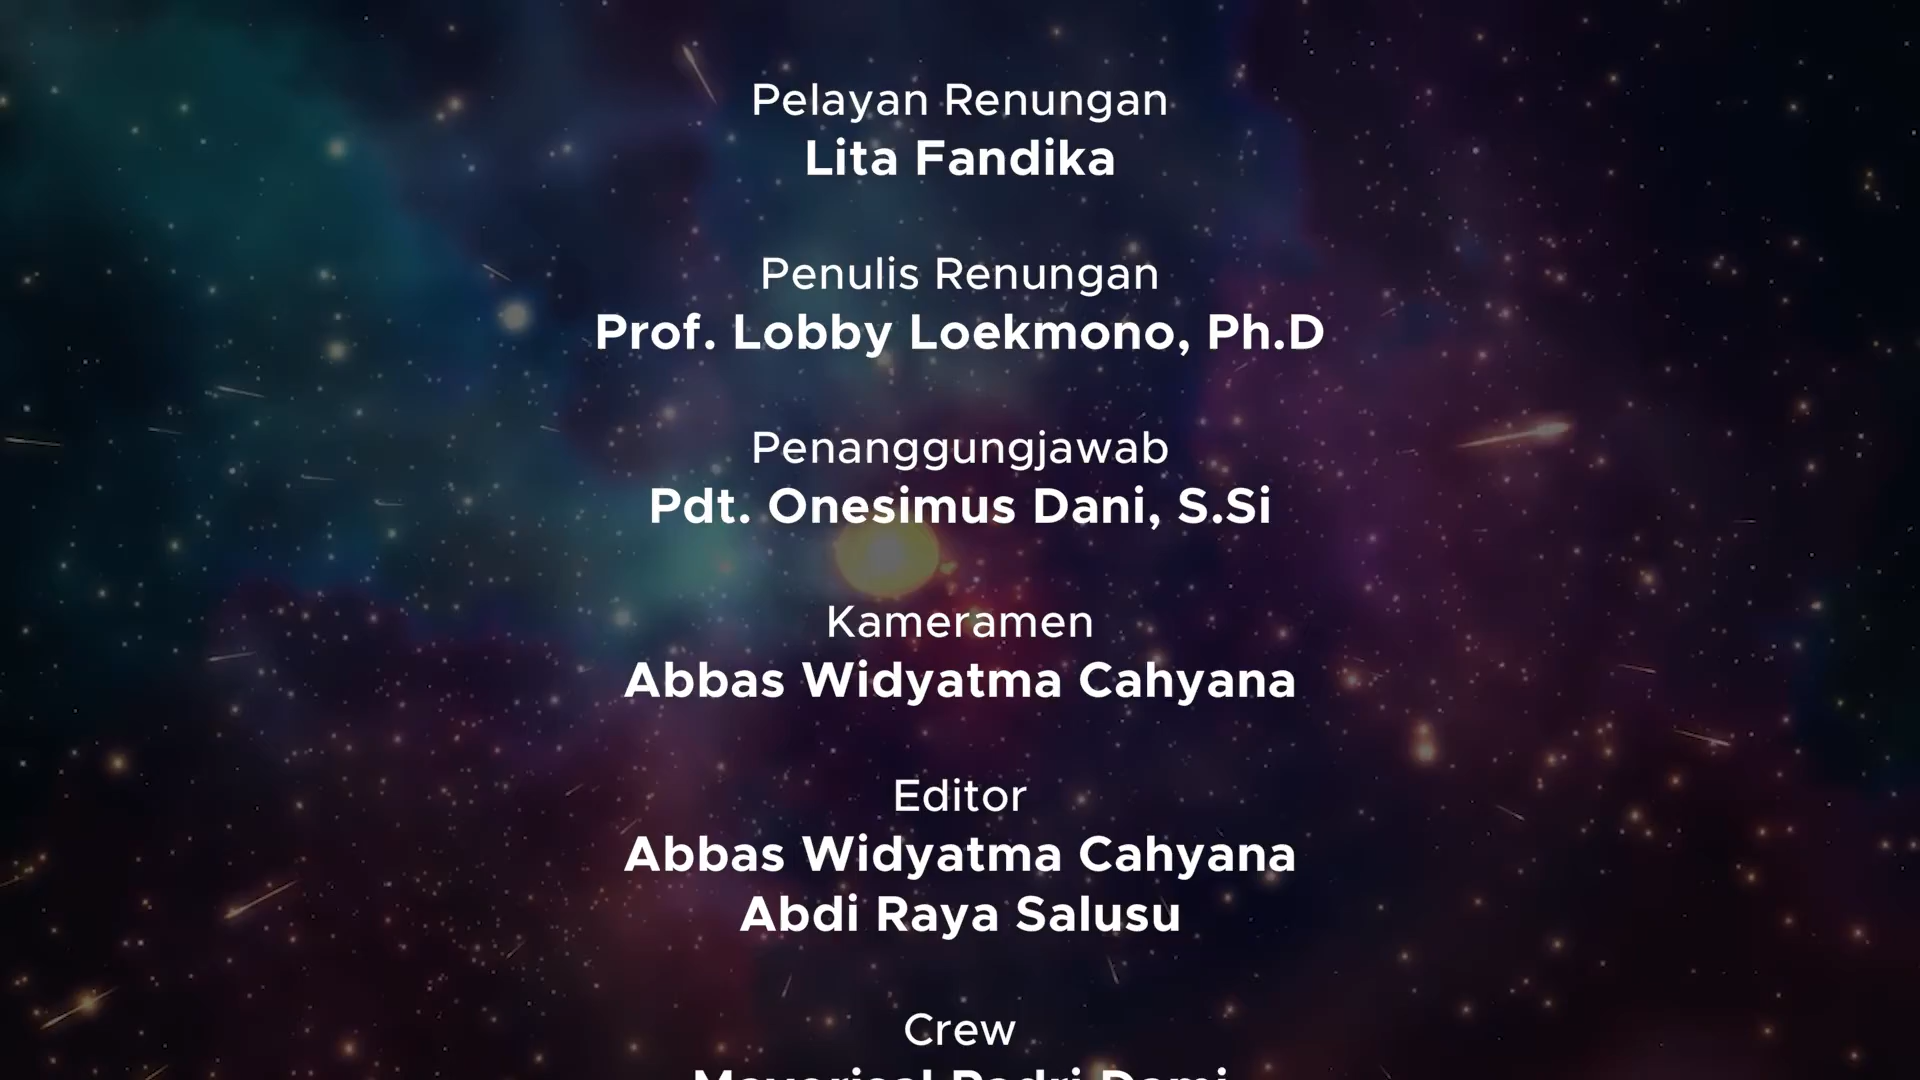 Pelayan Renungan
Lita Fandika
Penulis Renungan
Prof. Lobby Loekmono, Ph.D
Penanggungjawab
Pdt. Onesimus Dani, S.Si
Kameramen
Abbas Widyatma Cahyana
Editor
Abbas Widyatma Cahyana
Abdi Raya Salusu
Crew